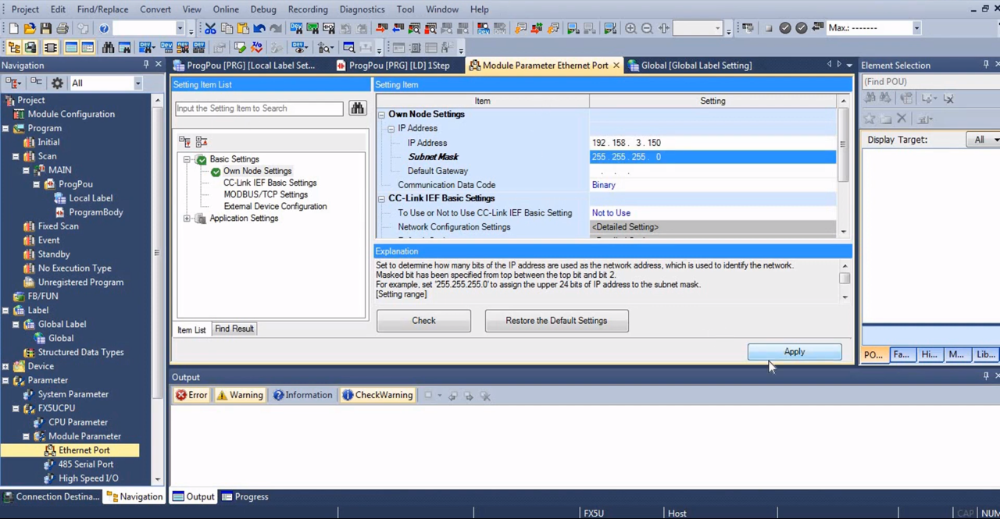 Project Edit Find/Replace Convert View Online Debug Recording Diagnostics Tool Window Help
Max.: -------
Navigation
All
Project
Module Configuration
Program
Initial
Scan
MAIN
ProgPou
Local Label
ProgramBody
Fixed Scan
Event
Standby
No Execution Type
Unregistered Program
FB/FUN
Label
Global Label
Global
Structured Data Types
Device
Parameter
System Parameter
FX5UCPU
CPU Parameter
Module Parameter
Ethernet Port
485 Serial Port
High Speed I/O
Connection Destina... Navigation
ProgPou [PRG] [Local Label Set... ProgPou [PRG] [LD] 1Step Module Parameter Ethernet Port Global [Global Label Setting]
Setting Item List
Input the Setting Item to Search
Basic Settings
Own Node Settings
CC-Link IEF Basic Settings
MODBUS/TCP Settings
External Device Configuration
Application Settings
Item List Find Result
Setting Item
Item Setting
Own Node Settings
IP Address
IP Address 192 . 158 . 3 . 150
Subnet Mask 255 . 255 . 255 . 0
Default Gateway . . .
Communication Data Code Binary
CC-Link IEF Basic Settings
To Use or Not to Use CC-Link IEF Basic Setting Not to Use
Network Configuration Settings <Detailed Setting>
Explanation
Set to determine how many bits of the IP address are used as the network address, which is used to identify the network.
Masked bit has been specified from top between the top bit and bit 2.
For example, set '255.255.255.0' to assign the upper 24 bits of IP address to the subnet mask.
[Setting range]
Check Restore the Default Settings
Apply
Output
Error Warning Information CheckWarning
Output Progress
Element Selection
(Find POU)
Display Target: All
PO... Fa... Hi... M... Lib...
FX5U Host CAP NUM